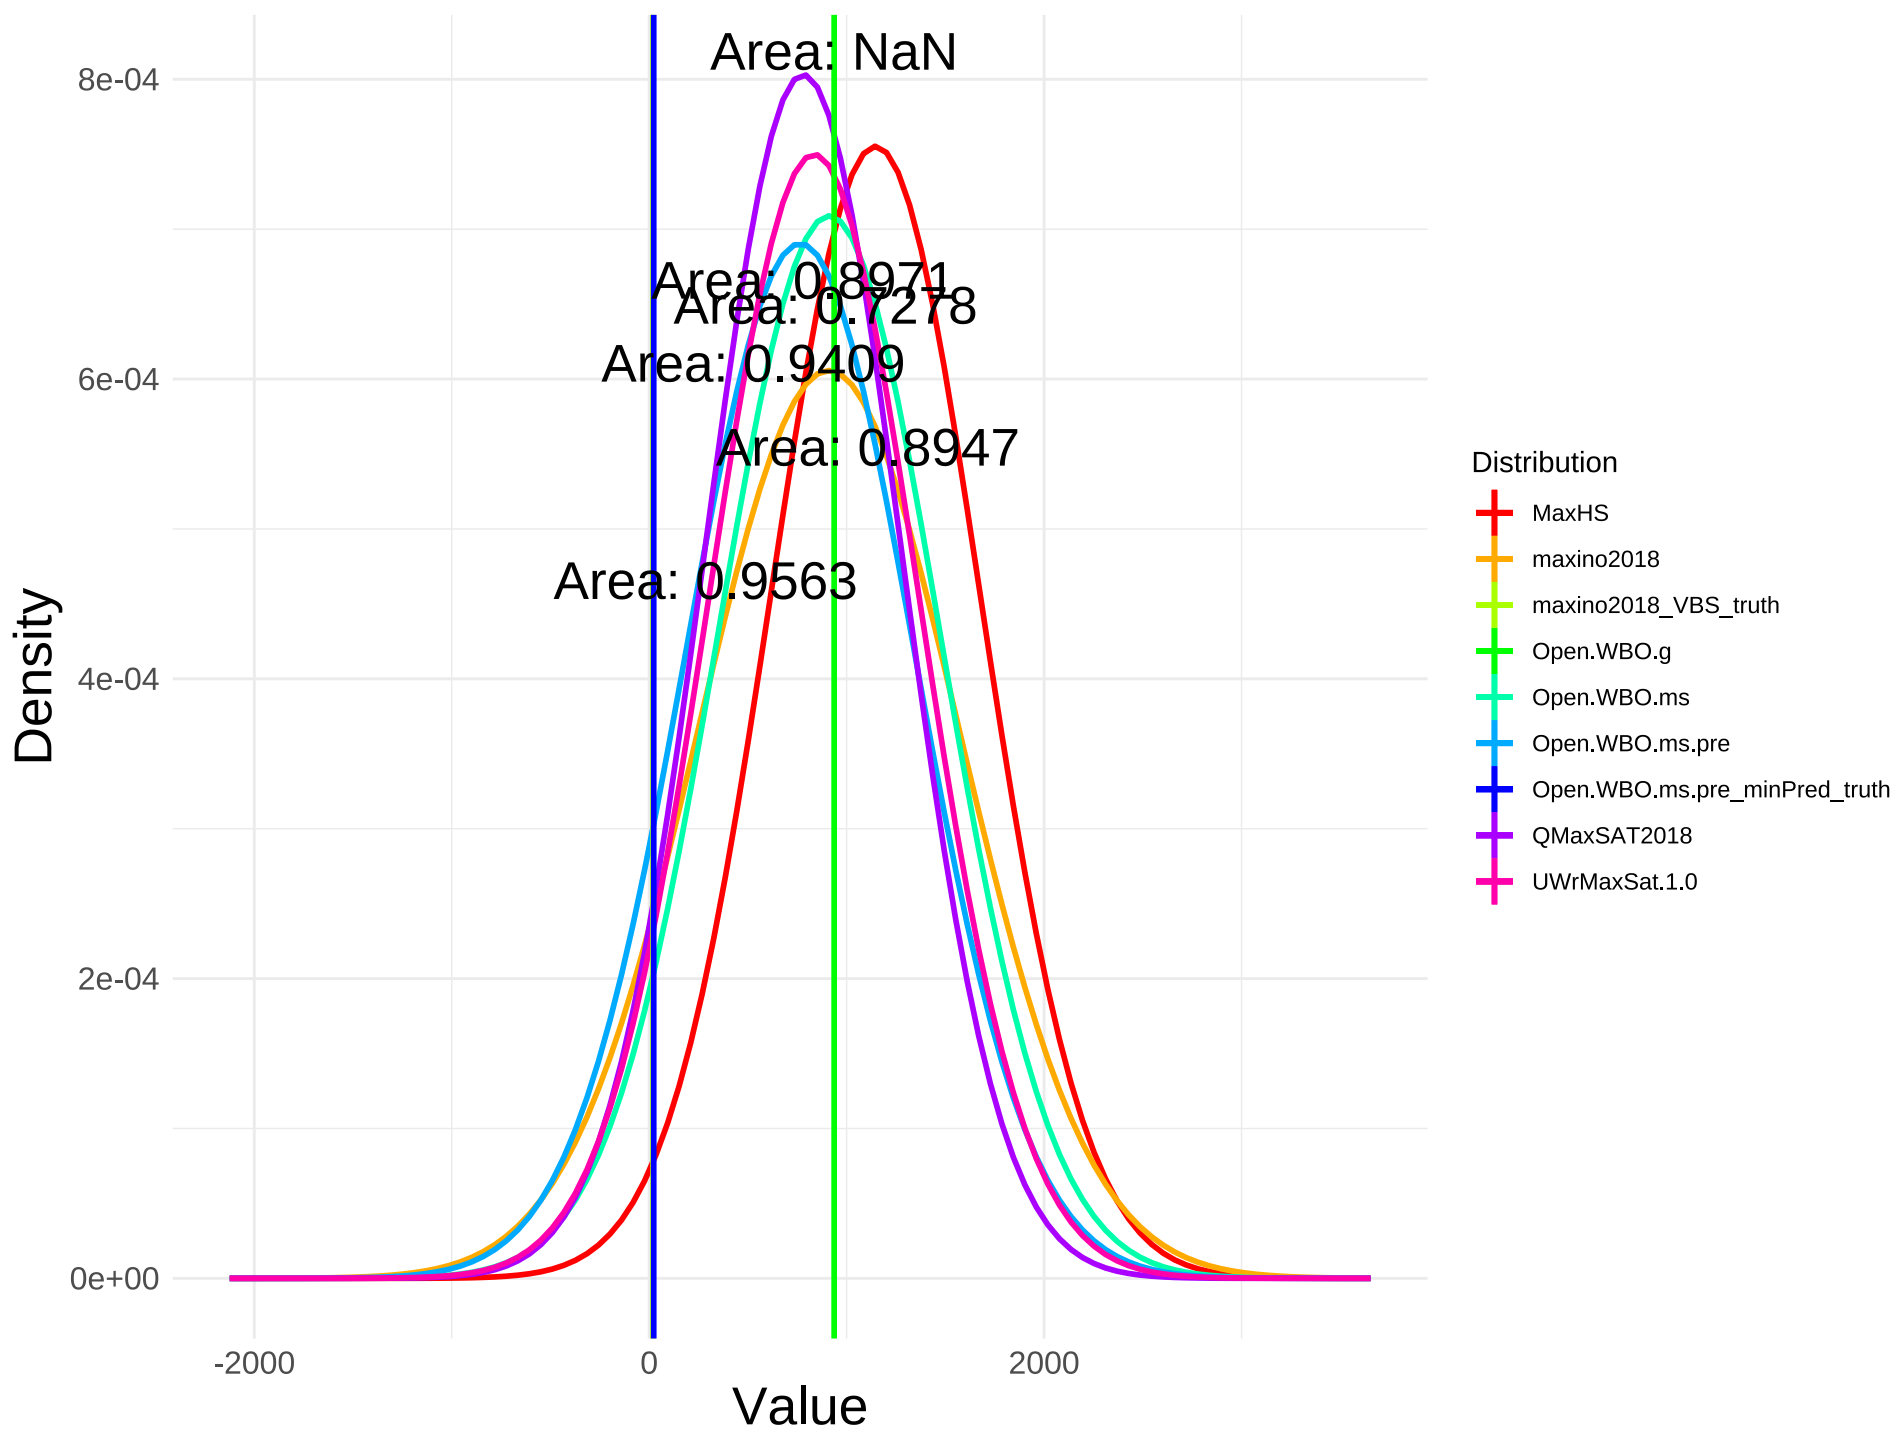 Area: NaN
8e-04
Area: 0.8971
Area: 0.7278
Area: 0.9409
6e-04
Area: 0.8947
Area: 0.9563
4e-04
2e-04
0e+00
Density
-2000
0
2000
Value
Distribution
MaxHS
maxino2018
maxino2018_VBS_truth
Open.WBO.g
Open.WBO.ms
Open.WBO.ms.pre
Open.WBO.ms.pre_minPred_truth
QMaxSAT2018
UWrMaxSat.1.0